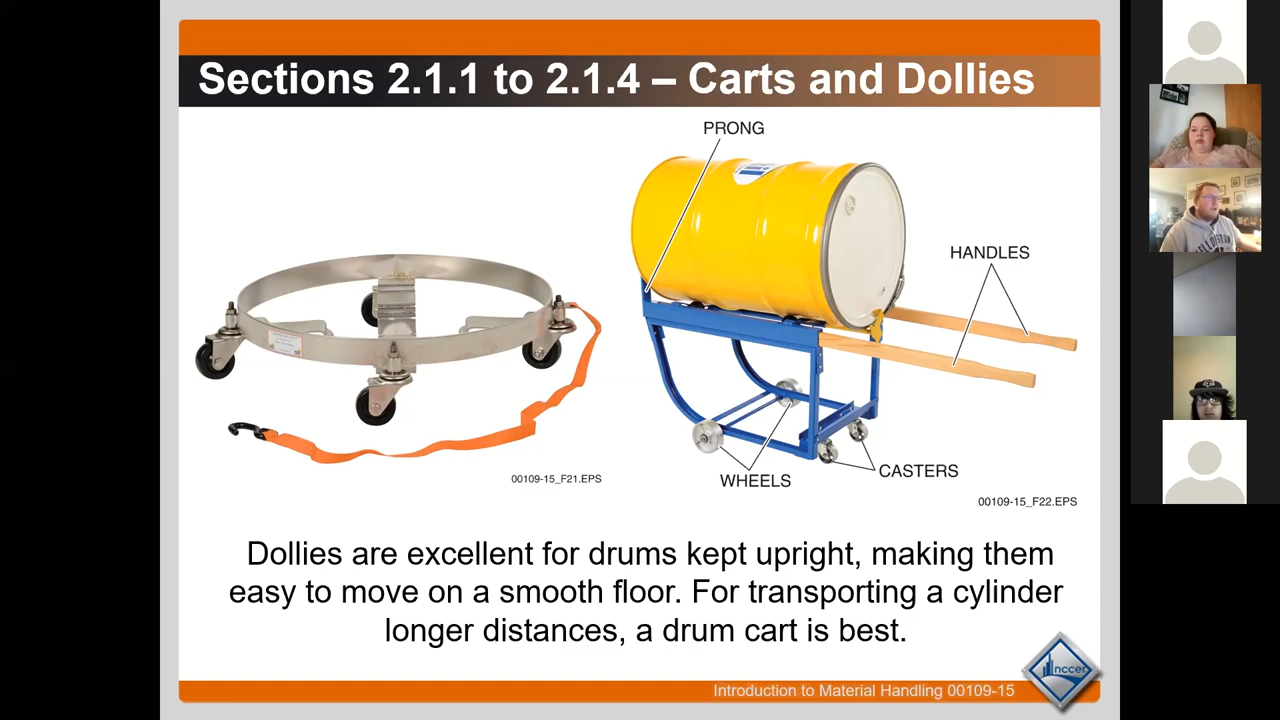 Sections 2.1.1 to 2.1.4 – Carts and Dollies
PRONG
HANDLES
WHEELS
CASTERS
00109-15_F21.EPS
00109-15_F22.EPS
Dollies are excellent for drums kept upright, making them
easy to move on a smooth floor. For transporting a cylinder
longer distances, a drum cart is best.
nccer
Introduction to Material Handling 00109-15